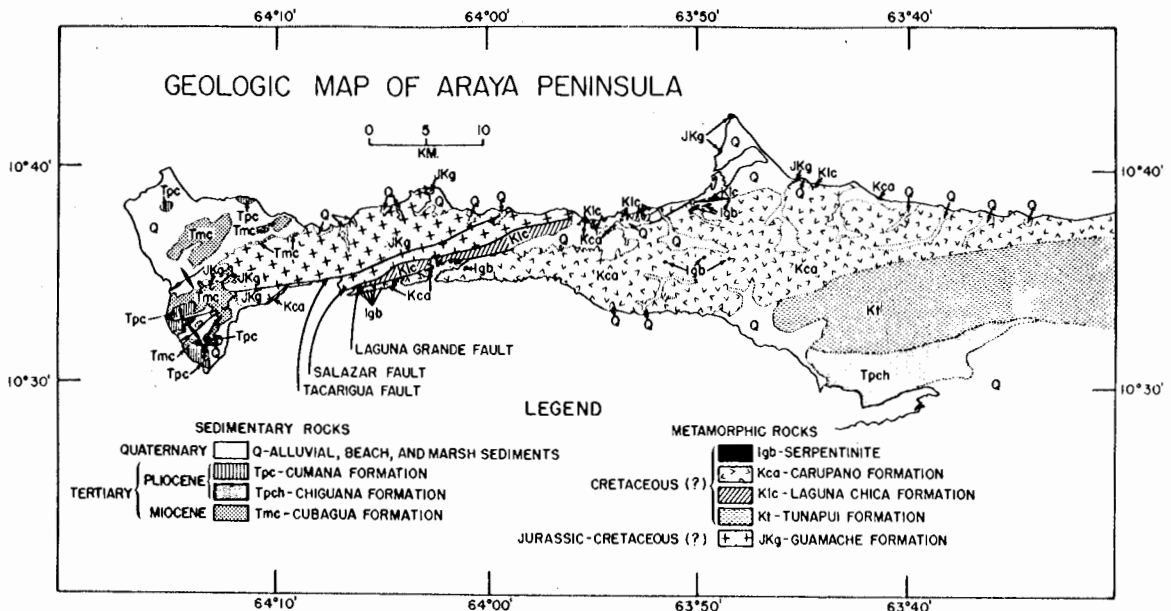 64°10' 64°00' 63°50' 63°40'
GEOLOGIC MAP OF ARAYA PENINSULA
0 5 10
KM.
10°40' 10°40'
10°30' 10°30'
JKg
Q
JKg
Q
Q
Q
Q
Tpc
Tpc
Tmc
Tmc
Q
Tmc
JKg
Klc
JKg
JKg
JKg
Tmc
Tpc
Tpc
Tmc
Tpc
Q
Kca
Klc
Kca
Igb
Igb
Q
Klc
Klc
Kca
Q
Q
Klc
Igb
Q
Q
Q
JKg
Klc
Kca
Q
Q
Q
Q
Kca
Igb
Kca
Q
Q
Q
Kt
Tpch
Q
LAGUNA GRANDE FAULT
SALAZAR FAULT
TACARIGUA FAULT
LEGEND
SEDIMENTARY ROCKS
QUATERNARY Q-ALLUVIAL, BEACH, AND MARSH SEDIMENTS
TERTIARY
PLIOCENE
Tpc-CUMANA FORMATION
Tpch-CHIGUANA FORMATION
MIOCENE Tmc-CUBAGUA FORMATION
METAMORPHIC ROCKS
CRETACEOUS (?)
Igb-SERPENTINITE
Kca-CARUPANO FORMATION
Klc-LAGUNA CHICA FORMATION
Kt-TUNAPUI FORMATION
JURASSIC-CRETACEOUS (?) JKg-GUAMACHE FORMATION
64°10' 64°00' 63°50' 63°40'